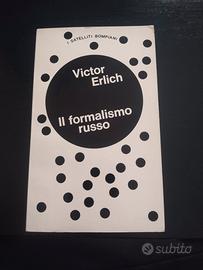 I SATELLITI BOMPIANI
Victor
Erlich
Il formalismo
russo
subito